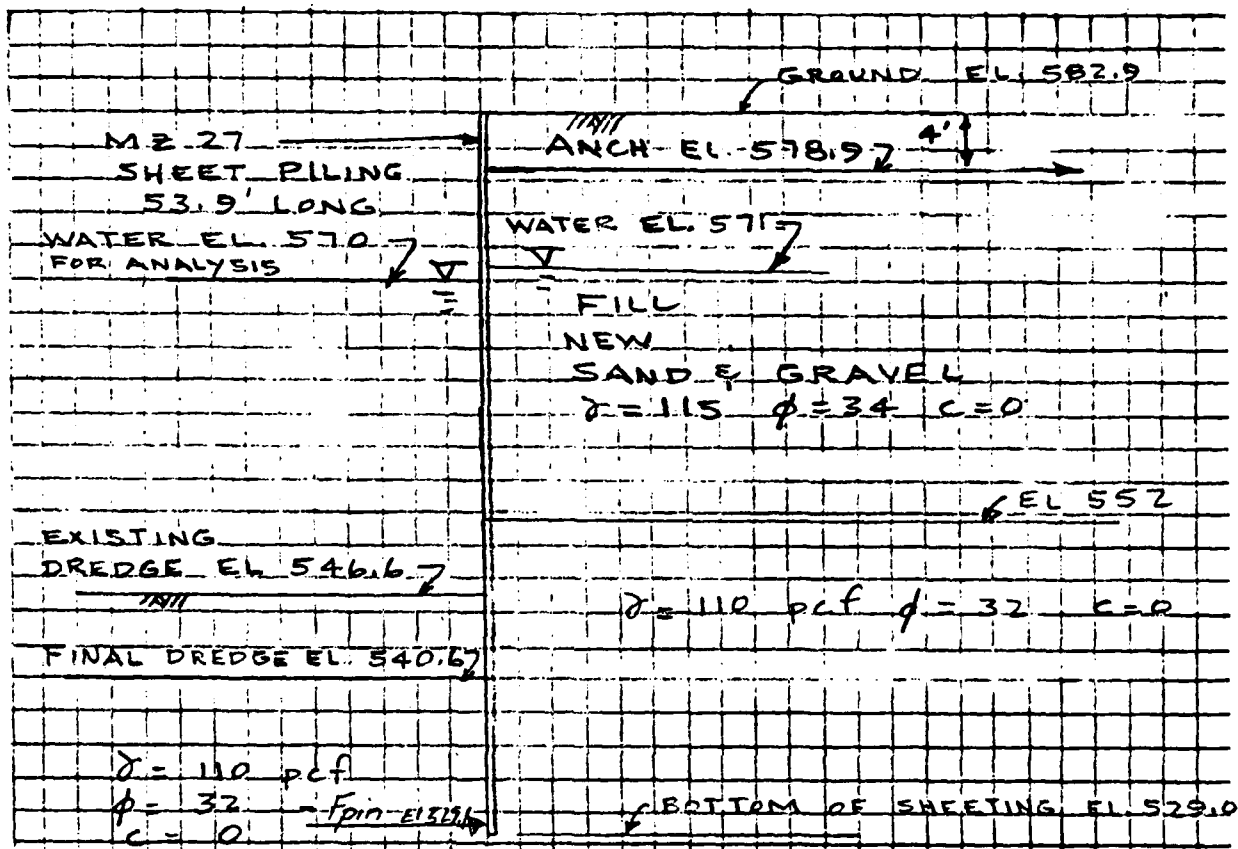 GROUND EL. 582.9
MZ 27
SHEET PILING
53.9' LONG
4'
ANCH EL. 578.9
WATER EL. 570
FOR ANALYSIS
WATER EL. 571
FILL
NEW
SAND & GRAVEL
γ = 115 φ = 34 c = 0
EL 552
EXISTING
DREDGE EL 546.6
γ = 110 pcf φ = 32 c = 0
FINAL DREDGE EL. 540.6
γ = 110 pcf
φ = 32
c = 0
Fpin
BOTTOM OF SHEETING EL 529.0